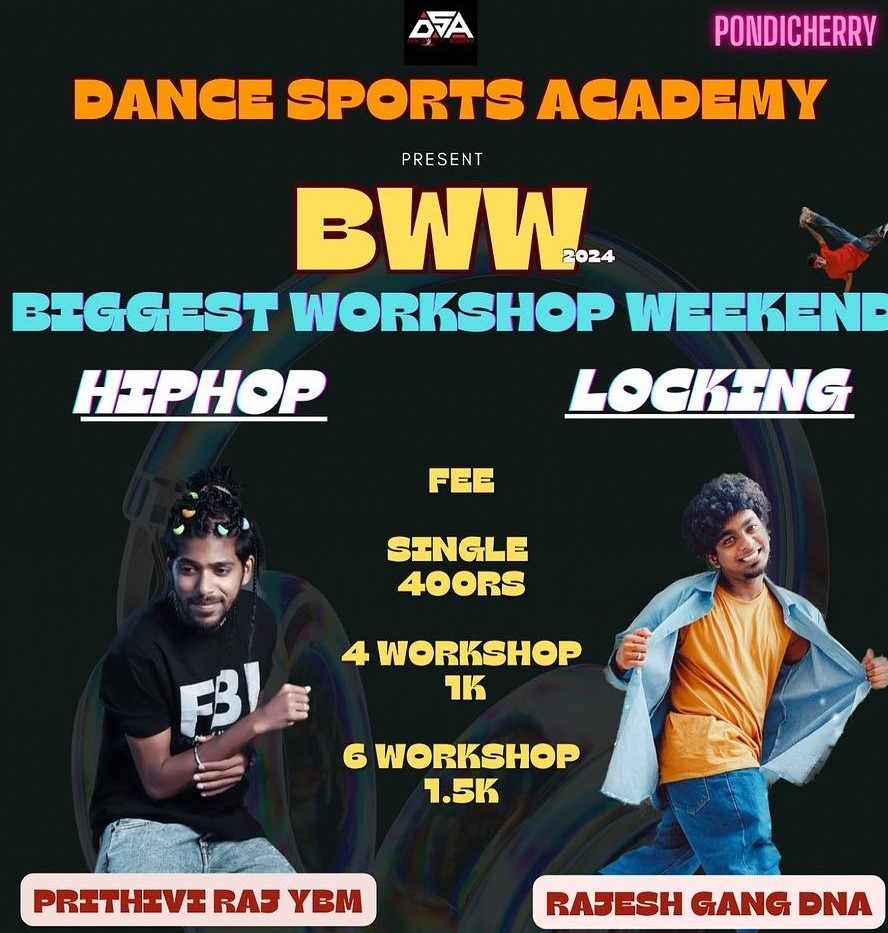 DSA
PONDICHERRY
DANCE SPORTS ACADEMY
PRESENT
BWW
2024
BIGGEST WORKSHOP WEEKEND
HIPHOP
LOCKING
FEE
SINGLE
400RS
4 WORKSHOP
1K
6 WORKSHOP
1.5K
FBI
PRITHIVI RAJ YBM
RAJESH GANG DNA